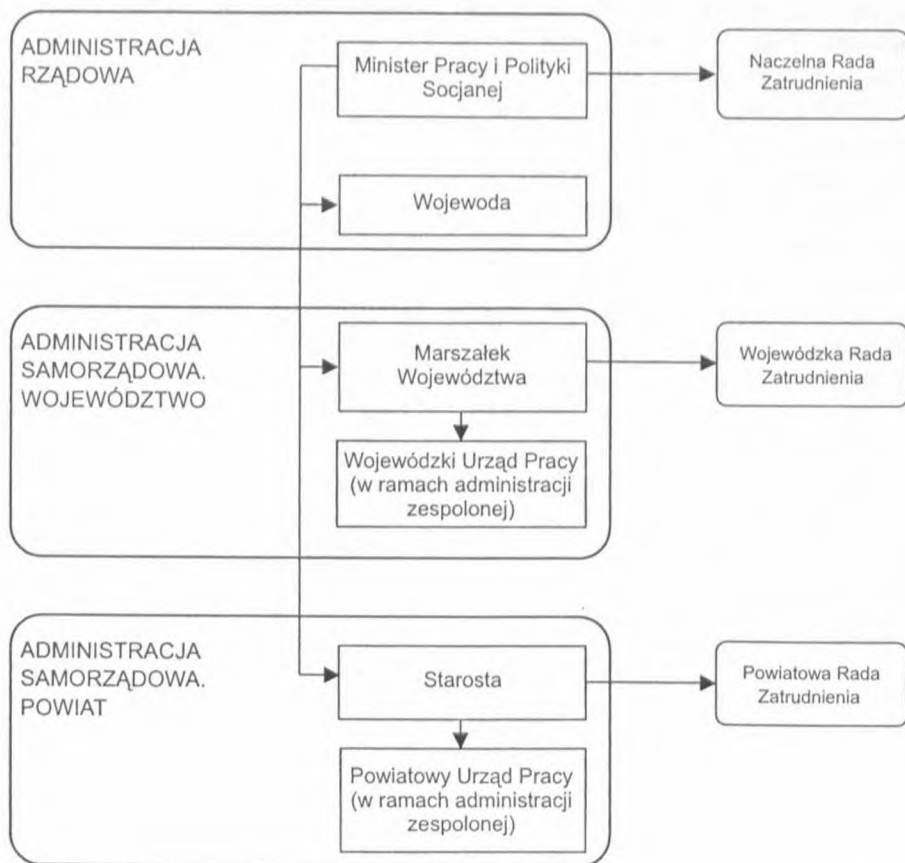 ADMINISTRACJA
RZĄDOWA
Minister Pracy i Polityki
Socjanej
Naczelna Rada
Zatrudnienia
Wojewoda
ADMINISTRACJA
SAMORZĄDOWA.
WOJEWÓDZTWO
Marszałek
Województwa
Wojewódzka Rada
Zatrudnienia
Wojewódzki Urząd Pracy
(w ramach administracji
zespolonej)
ADMINISTRACJA
SAMORZĄDOWA.
POWIAT
Starosta
Powiatowa Rada
Zatrudnienia
Powiatowy Urząd Pracy
(w ramach administracji
zespolonej)